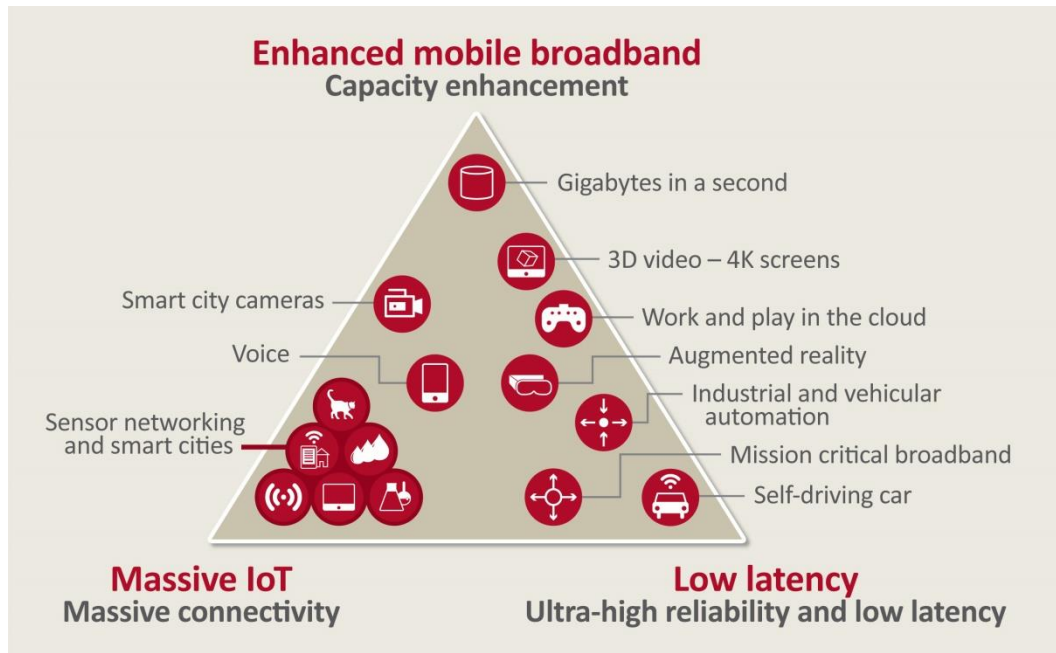 Enhanced mobile broadband
Capacity enhancement
Gigabytes in a second
3D video – 4K screens
Smart city cameras
Work and play in the cloud
Voice
Augmented reality
Industrial and vehicular
automation
Sensor networking
and smart cities
Mission critical broadband
Self-driving car
Massive IoT
Massive connectivity
Low latency
Ultra-high reliability and low latency